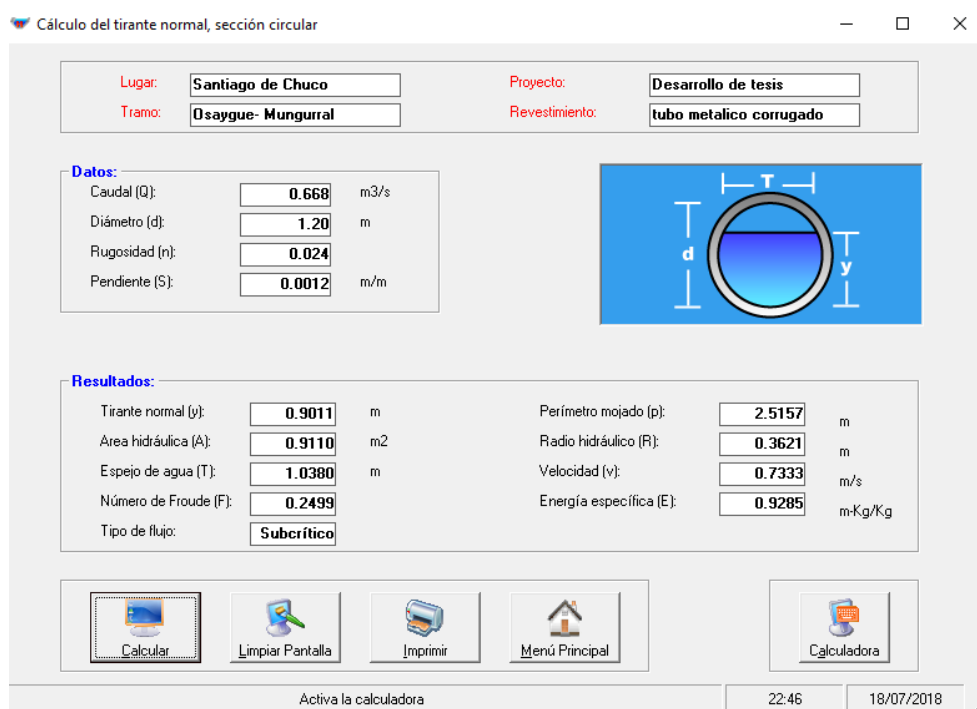 Cálculo del tirante normal, sección circular
Lugar: Santiago de Chuco Proyecto: Desarrollo de tesis
Tramo: Osaygue- Mungurral Revestimiento: tubo metalico corrugado
Datos:
Caudal (Q): 0.668 m3/s
Diámetro (d): 1.20 m
Rugosidad (n): 0.024
Pendiente (S): 0.0012 m/m
T
d
y
Resultados:
Tirante normal (y): 0.9011 m Perímetro mojado (p): 2.5157 m
Area hidráulica (A): 0.9110 m2 Radio hidráulico (R): 0.3621 m
Espejo de agua (T): 1.0380 m Velocidad (v): 0.7333 m/s
Número de Froude (F): 0.2499 Energía específica (E): 0.9285 m-Kg/Kg
Tipo de flujo: Subcrítico
Calcular Limpiar Pantalla Imprimir Menú Principal Calculadora
Activa la calculadora 22:46 18/07/2018